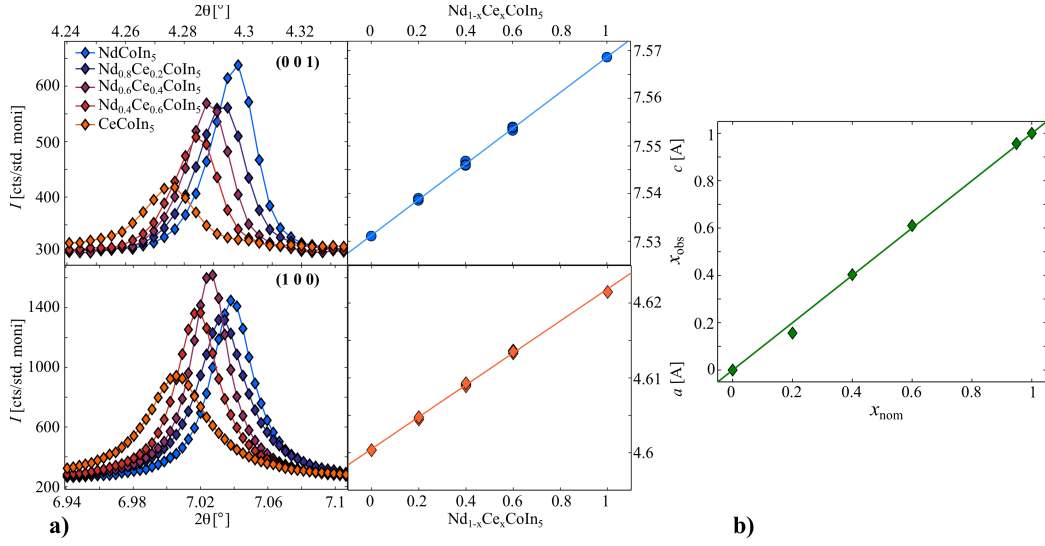 2θ[°]
Nd1-xCexCoIn5
4.24 4.26 4.28 4.3 4.32
0 0.2 0.4 0.6 0.8 1
NdCoIn5
Nd0.8Ce0.2CoIn5
Nd0.6Ce0.4CoIn5
Nd0.4Ce0.6CoIn5
CeCoIn5
(0 0 1)
I [cts/std. moni]
600
500
400
300
7.57
7.56
7.55
7.54
7.53
c [A]
(1 0 0)
I [cts/std. moni]
1400
1000
600
200
4.62
4.61
4.6
a [A]
6.94 6.98 7.02 7.06 7.1
2θ[°]
0 0.2 0.4 0.6 0.8 1
Nd1-xCexCoIn5
a)
1
0.8
0.6
0.4
0.2
0
xobs
0 0.2 0.4 0.6 0.8 1
xnom
b)